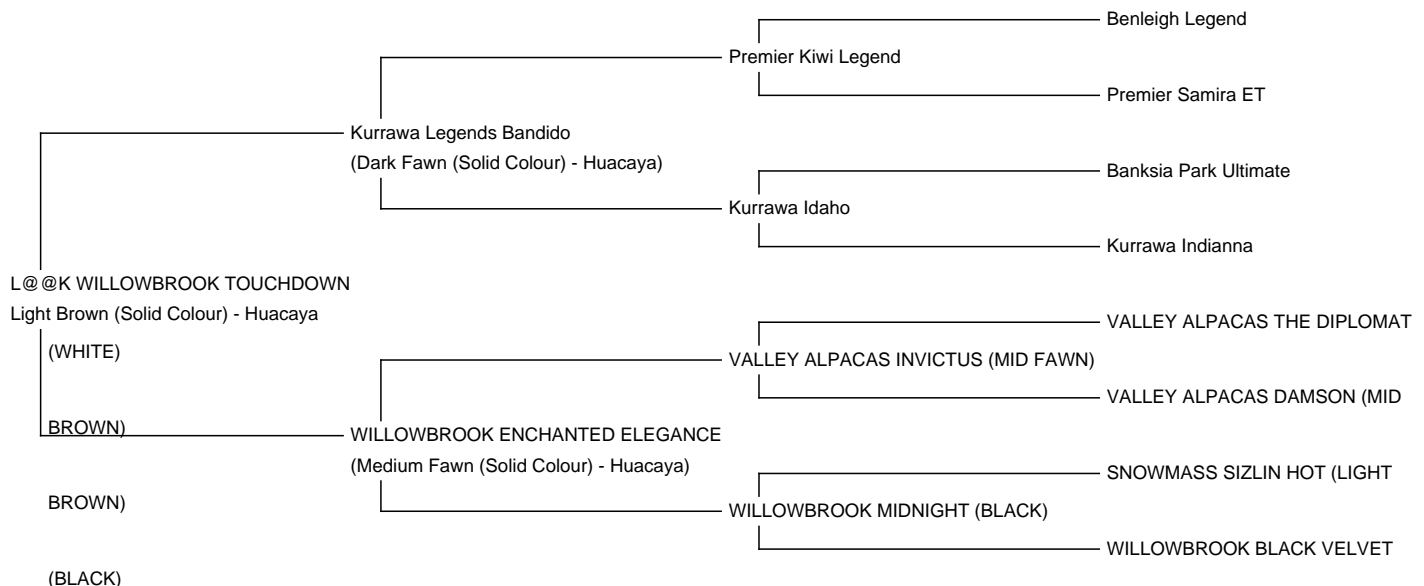 Benleigh Legend
Premier Kiwi Legend
Premier Samira ET
Kurrawa Legends Bandido
(Dark Fawn (Solid Colour) - Huacaya)
Banksia Park Ultimate
Kurrawa Idaho
Kurrawa Indianna
L@@K WILLOWBROOK TOUCHDOWN
Light Brown (Solid Colour) - Huacaya
VALLEY ALPACAS THE DIPLOMAT
(WHITE)
VALLEY ALPACAS INVICTUS (MID FAWN)
VALLEY ALPACAS DAMSON (MID
BROWN)
WILLOWBROOK ENCHANTED ELEGANCE
(Medium Fawn (Solid Colour) - Huacaya)
SNOWMASS SIZLIN HOT (LIGHT
BROWN)
WILLOWBROOK MIDNIGHT (BLACK)
WILLOWBROOK BLACK VELVET
(BLACK)